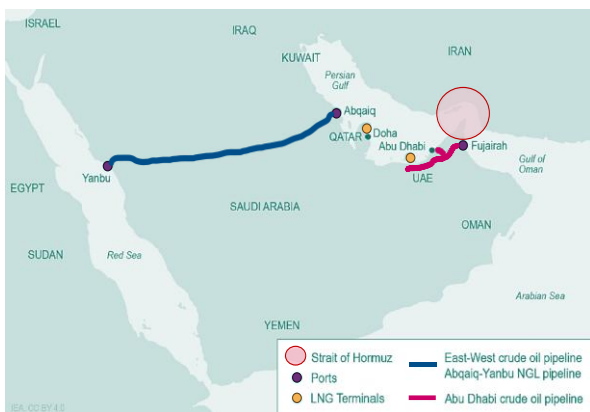 ISRAEL
IRAQ
IRAN
KUWAIT
Persian
Gulf
Abqaiq
QATAR
Doha
Abu Dhabi
Fujairah
Gulf of
Oman
UAE
Yanbu
EGYPT
SAUDI ARABIA
OMAN
SUDAN
Red Sea
Arabian Sea
YEMEN
Strait of Hormuz
Ports
LNG Terminals
East-West crude oil pipeline
Abqaiq-Yanbu NGL pipeline
Abu Dhabi crude oil pipeline
IEA. CC BY 4.0